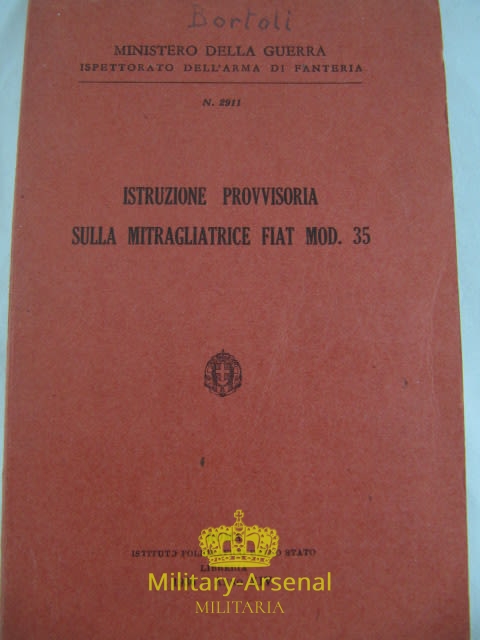 Bortoli
MINISTERO DELLA GUERRA
ISPETTORATO DELL'ARMA DI FANTERIA
N. 2911
ISTRUZIONE PROVVISORIA
SULLA MITRAGLIATRICE FIAT MOD. 35
ISTITUTO STATO
LIBRERIA
Military-Arsenal
MILITARIA